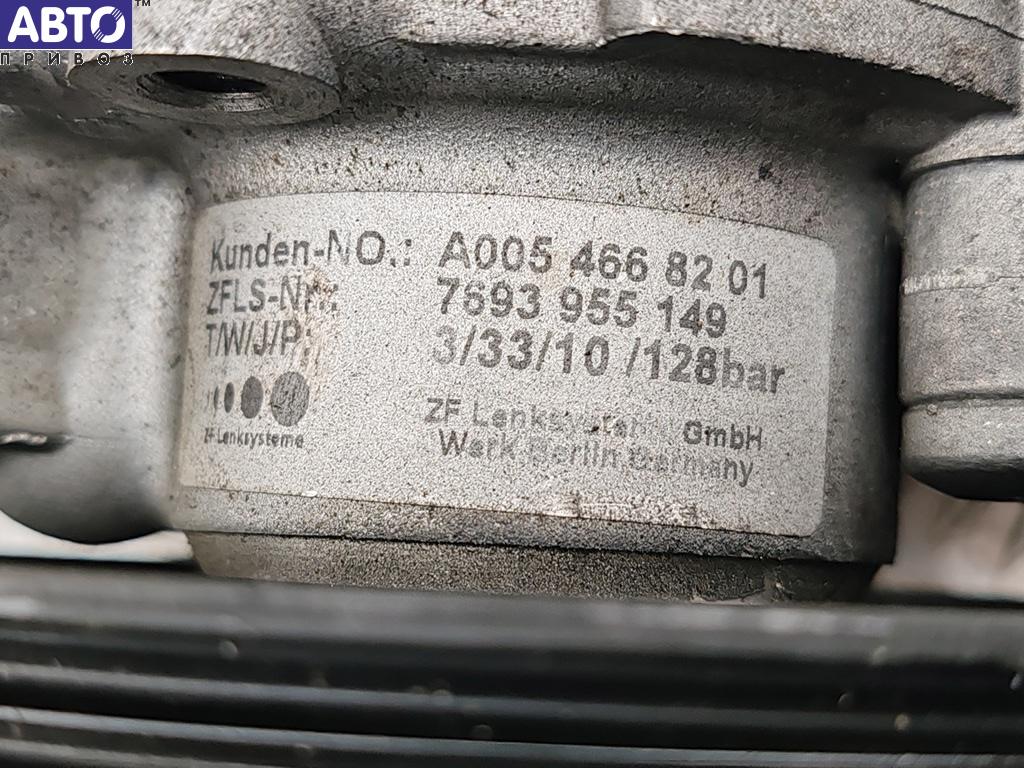 АВТО™
ПРИВОЗ
Kunden-NO.: A005 466 82 01
ZFLS-Nr.: 7693 955 149
T/W/J/P: 3/33/10 /128bar
ZF Lenksysteme
ZF Lenksysteme GmbH
Werk Berlin Germany